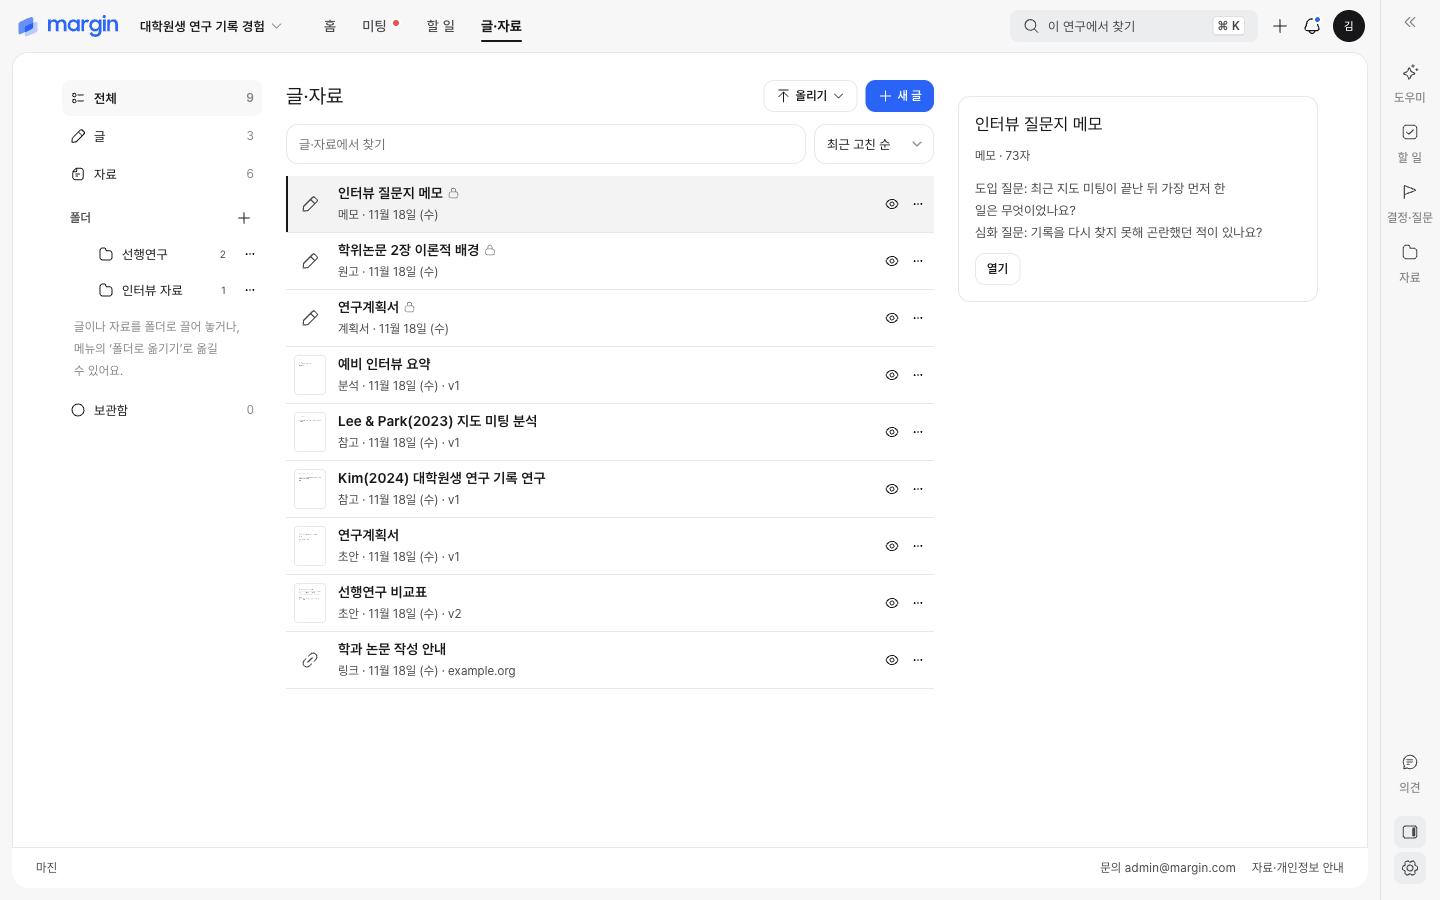 margin
대학원생 연구 기록 경험
홈
미팅
할 일
글·자료
이 연구에서 찾기
⌘ K
김
전체
9
글
3
자료
6
폴더
선행연구
2
인터뷰 자료
1
글이나 자료를 폴더로 끌어 놓거나,
메뉴의 ‘폴더로 옮기기’로 옮길
수 있어요.
보관함
0
글·자료
올리기
새 글
글·자료에서 찾기
최근 고친 순
인터뷰 질문지 메모
메모 · 11월 18일 (수)
학위논문 2장 이론적 배경
원고 · 11월 18일 (수)
연구계획서
계획서 · 11월 18일 (수)
예비 인터뷰 요약
분석 · 11월 18일 (수) · v1
Lee & Park(2023) 지도 미팅 분석
참고 · 11월 18일 (수) · v1
Kim(2024) 대학원생 연구 기록 연구
참고 · 11월 18일 (수) · v1
연구계획서
초안 · 11월 18일 (수) · v1
선행연구 비교표
초안 · 11월 18일 (수) · v2
학과 논문 작성 안내
링크 · 11월 18일 (수) · example.org
인터뷰 질문지 메모
메모 · 73자
도입 질문: 최근 지도 미팅이 끝난 뒤 가장 먼저 한
일은 무엇이었나요?
심화 질문: 기록을 다시 찾지 못해 곤란했던 적이 있나요?
열기
도우미
할 일
결정·질문
자료
의견
마진
문의 admin@margin.com
자료·개인정보 안내